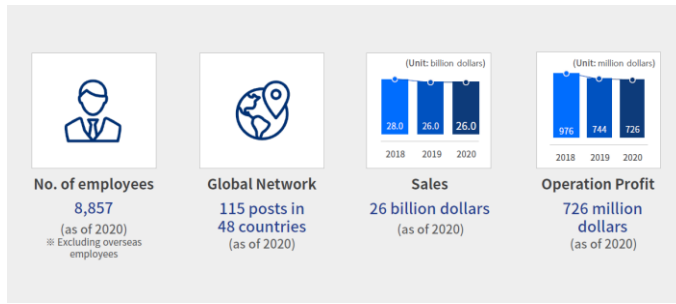 No. of employees
8,857
(as of 2020)
※ Excluding overseas
employees
Global Network
115 posts in
48 countries
(as of 2020)
(Unit: billion dollars)
28.0 26.0 26.0
2018 2019 2020
Sales
26 billion dollars
(as of 2020)
(Unit: million dollars)
976 744 726
2018 2019 2020
Operation Profit
726 million
dollars
(as of 2020)